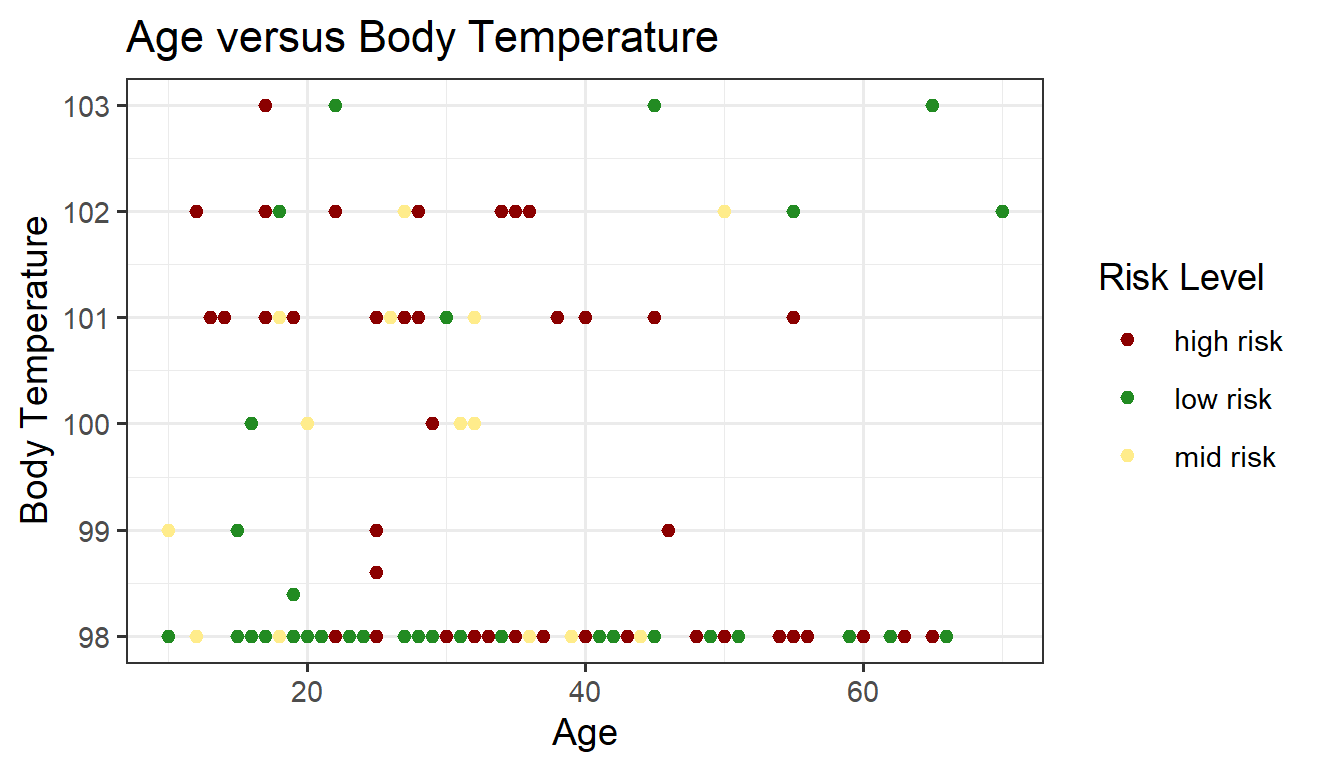 Age versus Body Temperature
103
102
101
100
99
98
Body Temperature
20
40
60
Age
Risk Level
high risk
low risk
mid risk